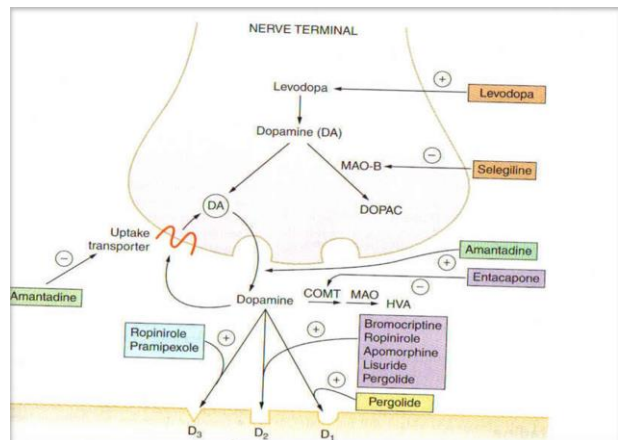 NERVE TERMINAL
Levodopa
+
Levodopa
Dopamine (DA)
MAO-B
−
Selegiline
DA
DOPAC
Uptake
transporter
−
Amantadine
Amantadine
+
Entacapone
COMT
MAO
−
Dopamine
HVA
Ropinirole
Pramipexole
+
+
Bromocriptine
Ropinirole
Apomorphine
Lisuride
Pergolide
+
Pergolide
D3
D2
D1